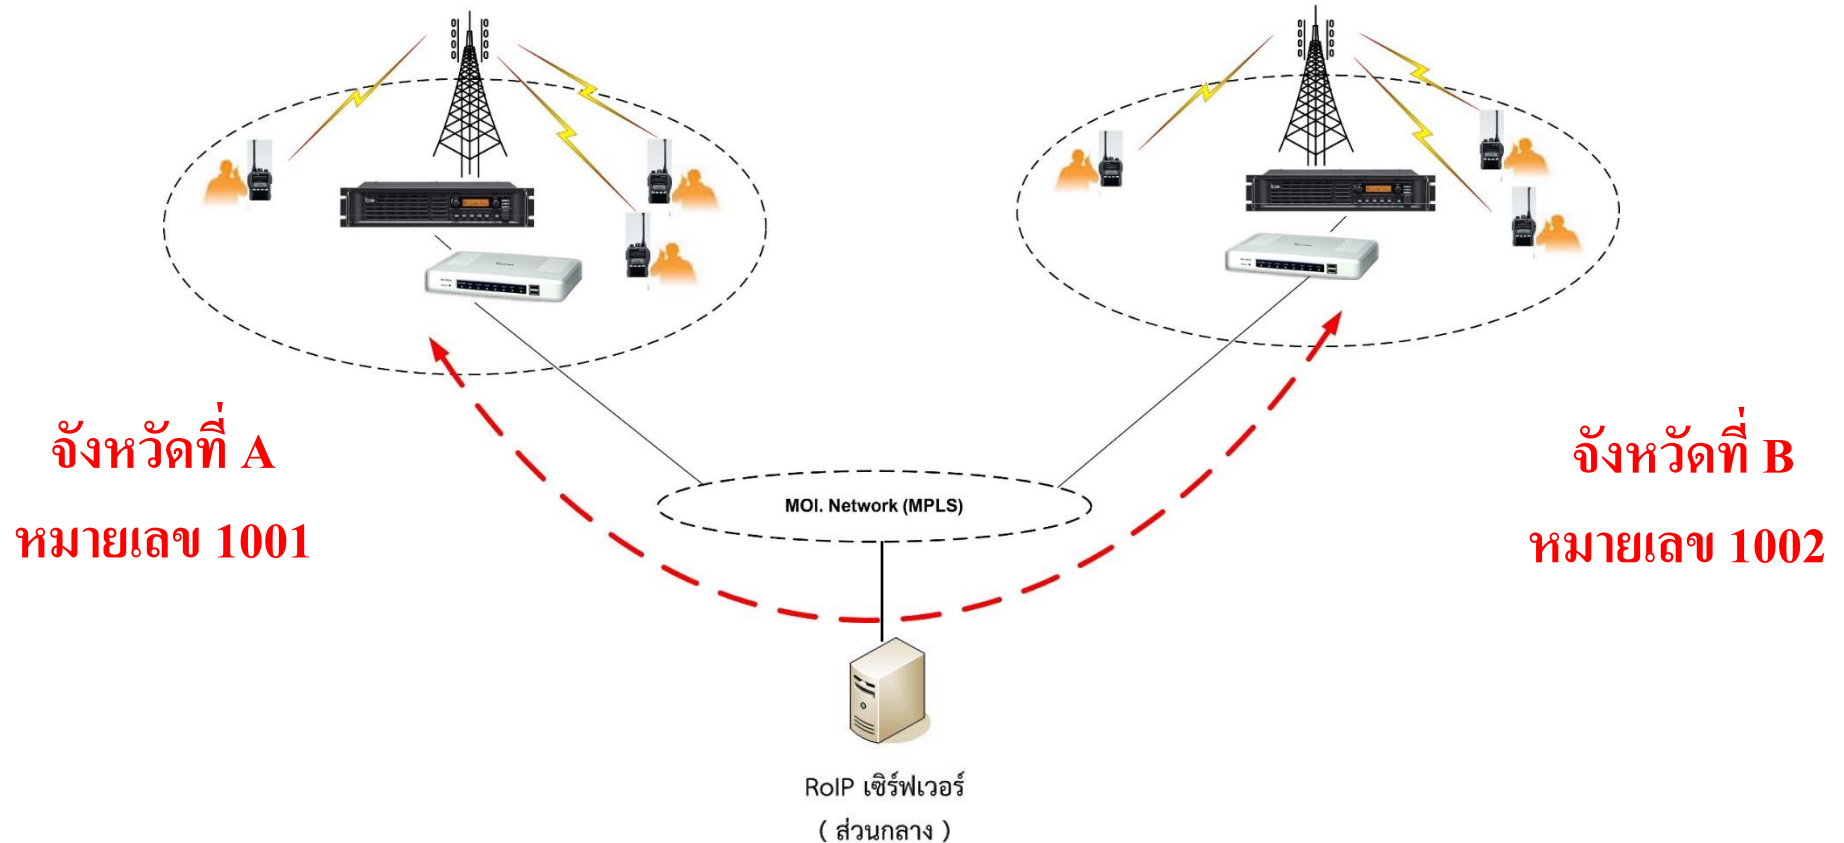 จังหวัดที่ A
หมายเลข 1001
จังหวัดที่ B
หมายเลข 1002
MOI. Network (MPLS)
RoIP เซิร์ฟเวอร์
( ส่วนกลาง )